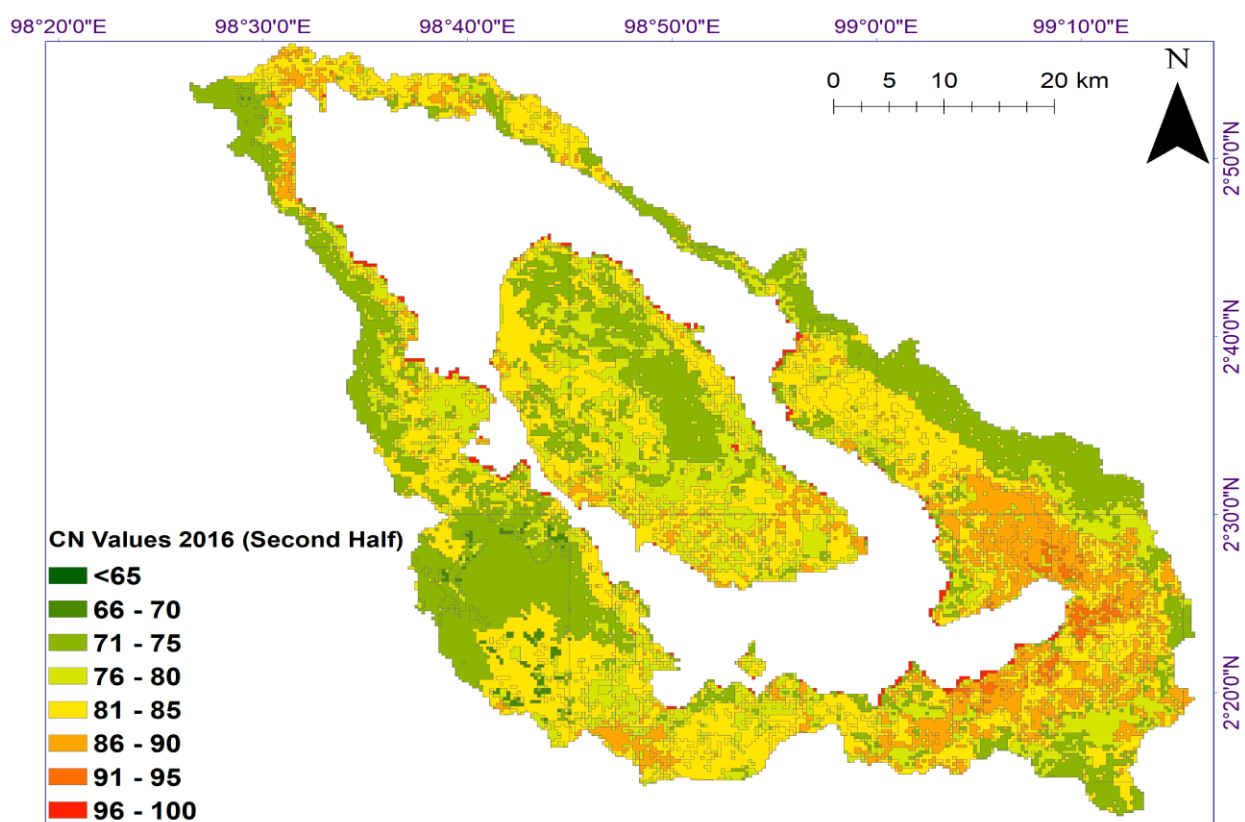 98°20'0"E 98°30'0"E 98°40'0"E 98°50'0"E 99°0'0"E 99°10'0"E
N
0 5 10 20 km
2°50'0"N
2°40'0"N
2°30'0"N
2°20'0"N
CN Values 2016 (Second Half)
<65
66 - 70
71 - 75
76 - 80
81 - 85
86 - 90
91 - 95
96 - 100